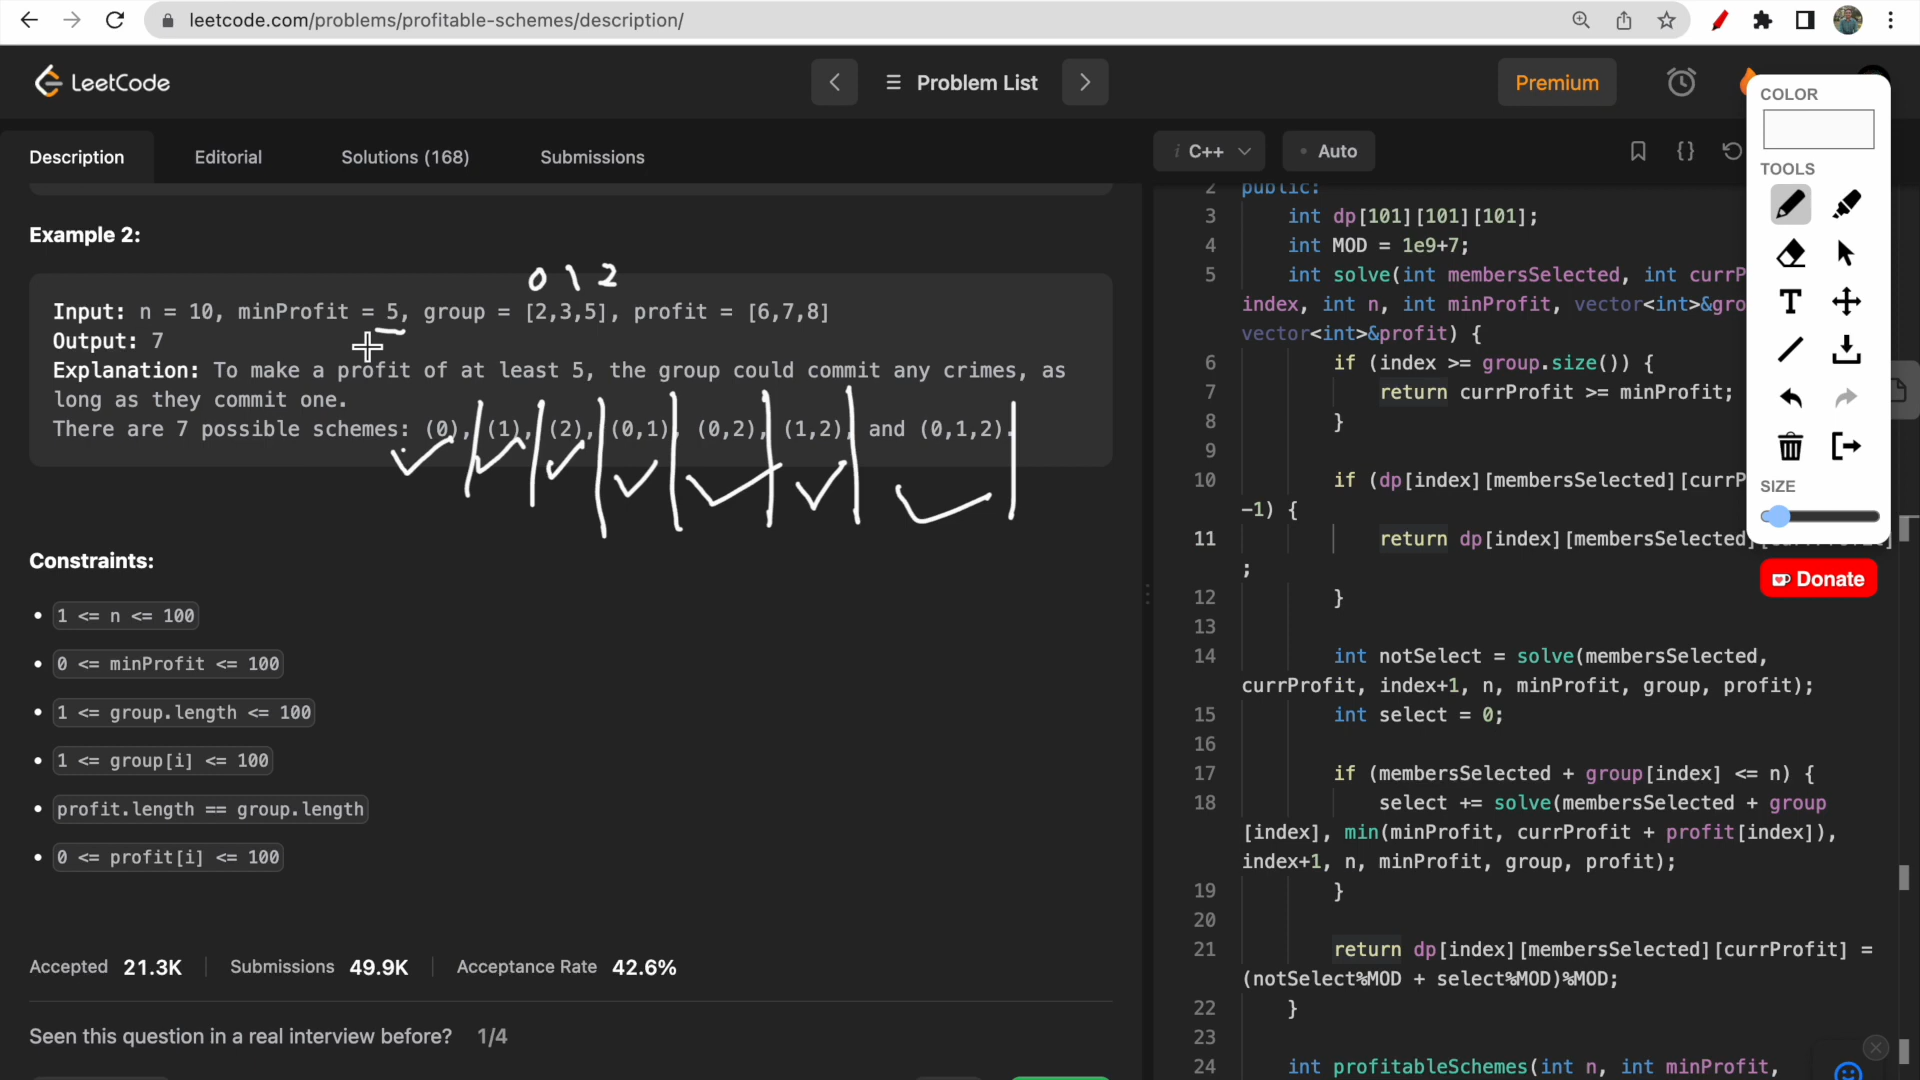 leetcode.com/problems/profitable-schemes/description/
LeetCode
Problem List
Premium
Description
Editorial
Solutions (168)
Submissions
C++
Auto
{}
Example 2:
0 1 2
Input: n = 10, minProfit = 5, group = [2,3,5], profit = [6,7,8]
Output: 7
Explanation: To make a profit of at least 5, the group could commit any crimes, as
long as they commit one.
There are 7 possible schemes: (0), (1), (2), (0,1), (0,2), (1,2), and (0,1,2).
Constraints:
• 1 <= n <= 100
• 0 <= minProfit <= 100
• 1 <= group.length <= 100
• 1 <= group[i] <= 100
• profit.length == group.length
• 0 <= profit[i] <= 100
Accepted 21.3K
Submissions 49.9K
Acceptance Rate 42.6%
Seen this question in a real interview before? 1/4
2 public:
3 int dp[101][101][101];
4 int MOD = 1e9+7;
5 int solve(int membersSelected, int currP
index, int n, int minProfit, vector<int>&gro
vector<int>&profit) {
6 if (index >= group.size()) {
7 return currProfit >= minProfit;
8 }
9
10 if (dp[index][membersSelected][currP
-1) {
11 return dp[index][membersSelected]
;
12 }
13
14 int notSelect = solve(membersSelected,
currProfit, index+1, n, minProfit, group, profit);
15 int select = 0;
16
17 if (membersSelected + group[index] <= n) {
18 select += solve(membersSelected + group
[index], min(minProfit, currProfit + profit[index]),
index+1, n, minProfit, group, profit);
19 }
20
21 return dp[index][membersSelected][currProfit] =
(notSelect%MOD + select%MOD)%MOD;
22 }
23
24 int profitableSchemes(int n, int minProfit,
COLOR
TOOLS
T
SIZE
Donate